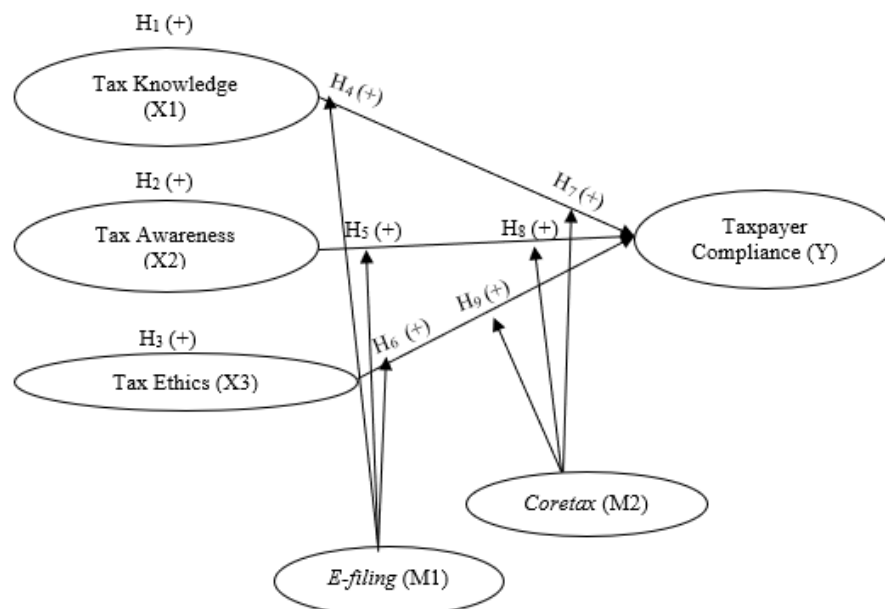 H₁ (+)
Tax Knowledge
(X1)
H₄ (+)
H₂ (+)
H₇ (+)
Tax Awareness
(X2)
H₅ (+)
H₈ (+)
Taxpayer
Compliance (Y)
H₃ (+)
H₉ (+)
H₆ (+)
Tax Ethics (X3)
Coretax (M2)
E-filing (M1)